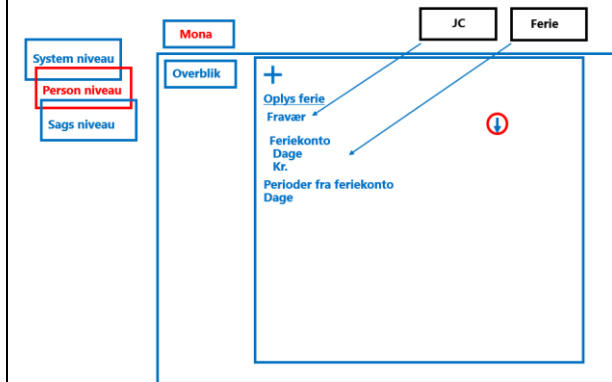 JC
Ferie
Mona
System niveau
Person niveau
Sags niveau
Overblik
Oplys ferie
Fravær
Feriekonto
Dage
Kr.
Perioder fra feriekonto
Dage